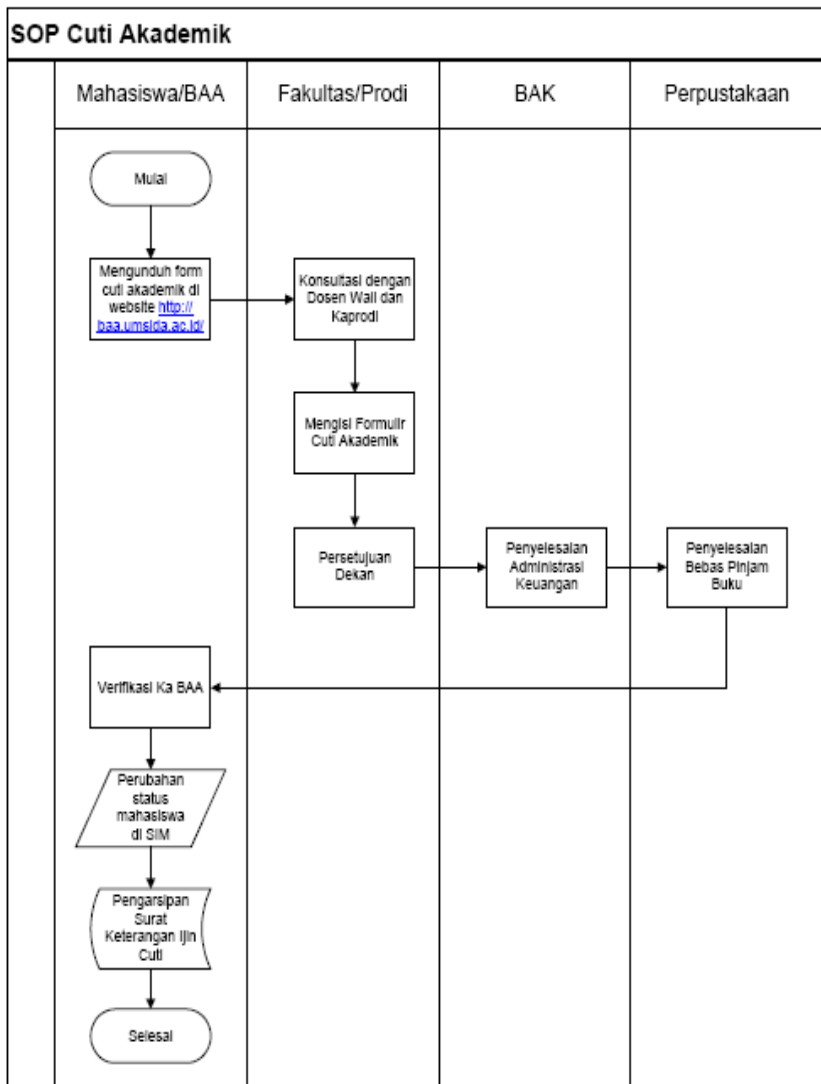 SOP Cuti Akademik
Mahasiswa/BAA
Fakultas/Prodi
BAK
Perpustakaan
Mulai
Mengunduh form
cuti akademik di
website http://
baa.umsida.ac.id/
Konsultasi dengan
Dosen Wali dan
Kaprodi
Mengisi Formulir
Cuti Akademik
Persetujuan
Dekan
Penyelesaian
Administrasi
Keuangan
Penyelesaian
Bebas Pinjam
Buku
Verifikasi Ka BAA
Perubahan
status
mahasiswa
di SIM
Pengarsipan
Surat
Keterangan Ijin
Cuti
Selesai